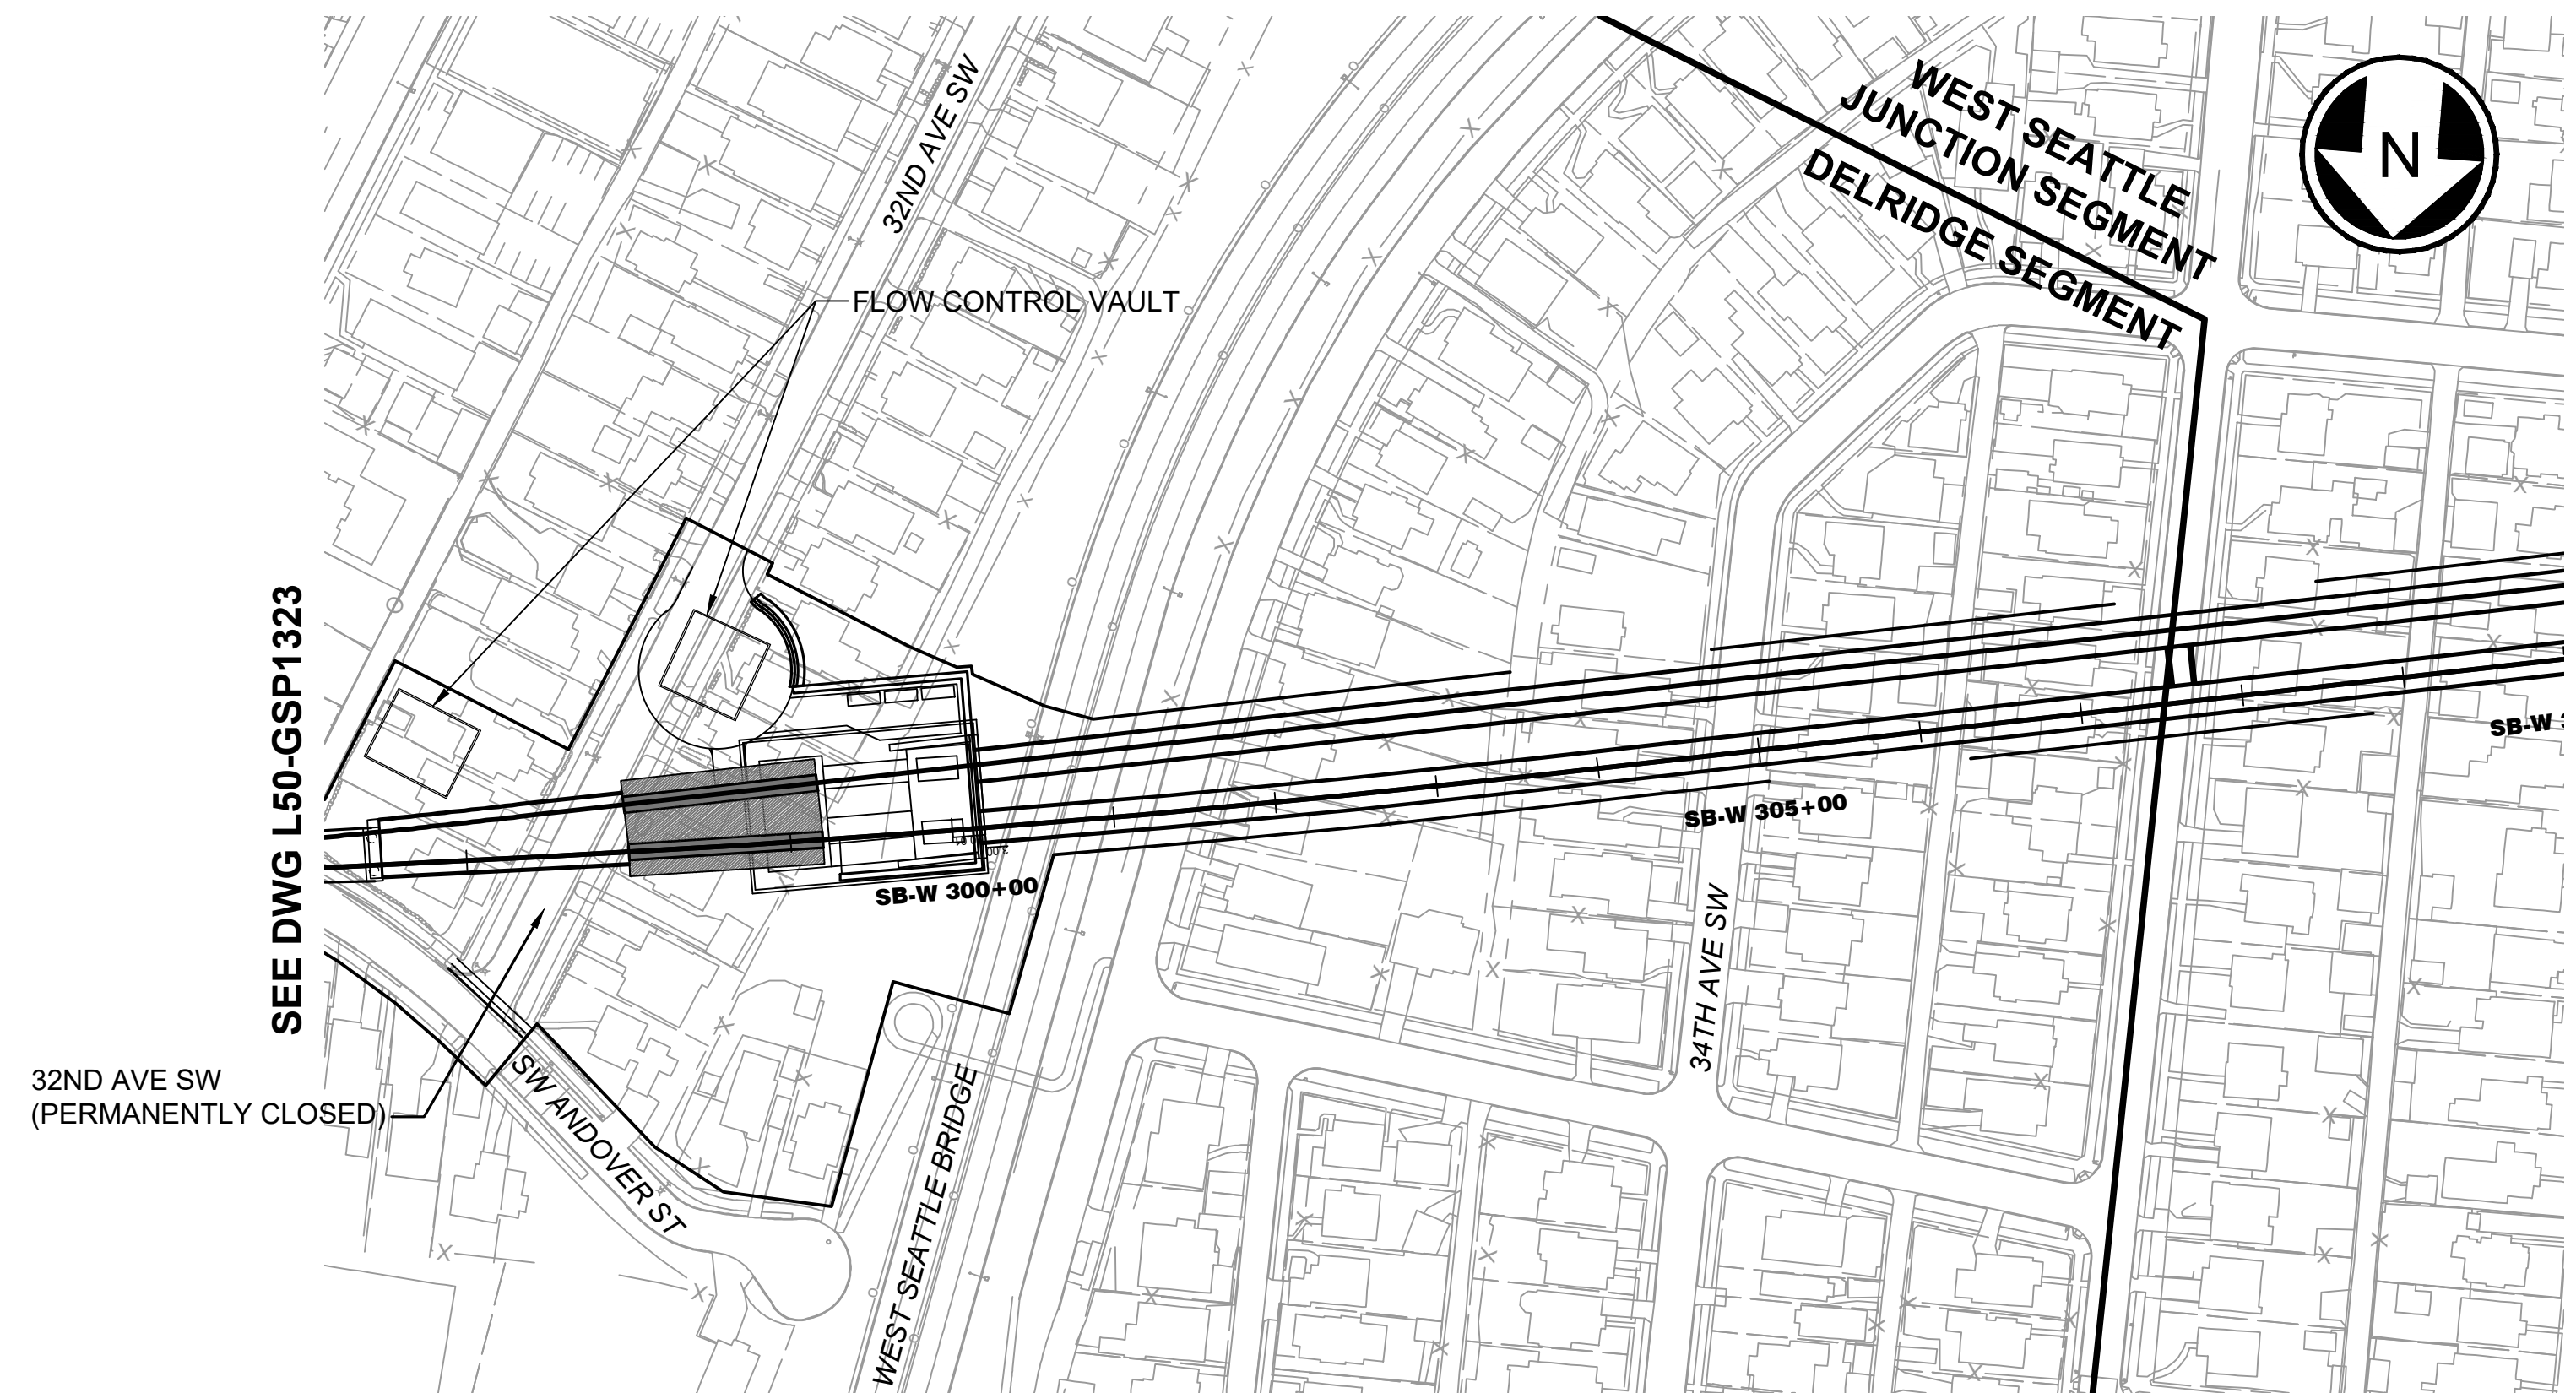 32ND AVE SW
WEST SEATTLE
JUNCTION SEGMENT
DELRIDGE SEGMENT
N
FLOW CONTROL VAULT
SEE DWG L50-GSP1323
SB-W
SB-W 305+00
SB-W 300+00
34TH AVE SW
32ND AVE SW
(PERMANENTLY CLOSED)
SW ANDOVER ST
WEST SEATTLE BRIDGE